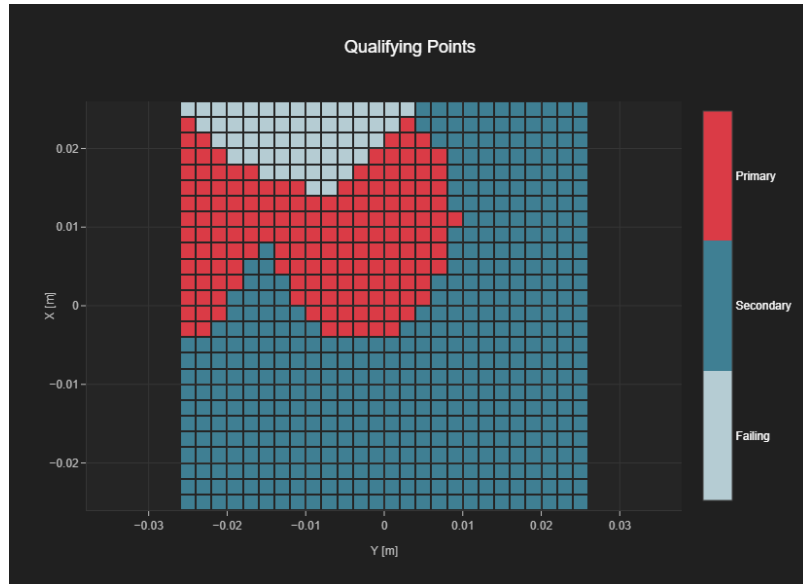 Qualifying Points
0.02
0.01
0
−0.01
−0.02
X [m]
−0.03
−0.02
−0.01
0
0.01
0.02
0.03
Y [m]
Primary
Secondary
Failing